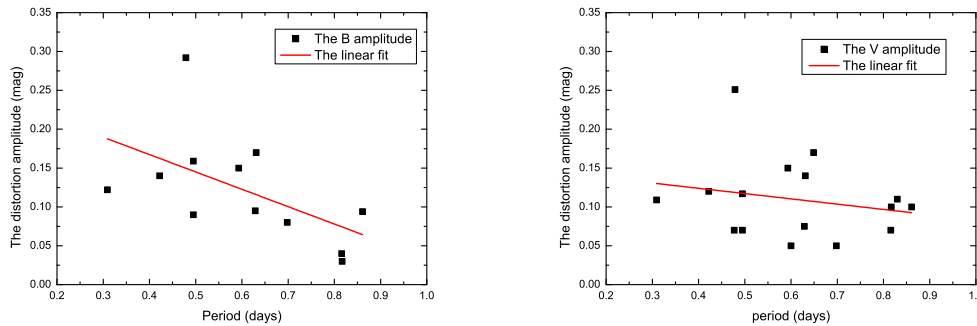 0.35
0.30
0.25
0.20
0.15
0.10
0.05
0.00
The distortion amplitude (mag)
The B amplitude
The linear fit
0.2 0.3 0.4 0.5 0.6 0.7 0.8 0.9 1.0
Period (days)
0.35
0.30
0.25
0.20
0.15
0.10
0.05
0.00
The distortion amplitude (mag)
The V amplitude
The linear fit
0.2 0.3 0.4 0.5 0.6 0.7 0.8 0.9 1.
period (days)